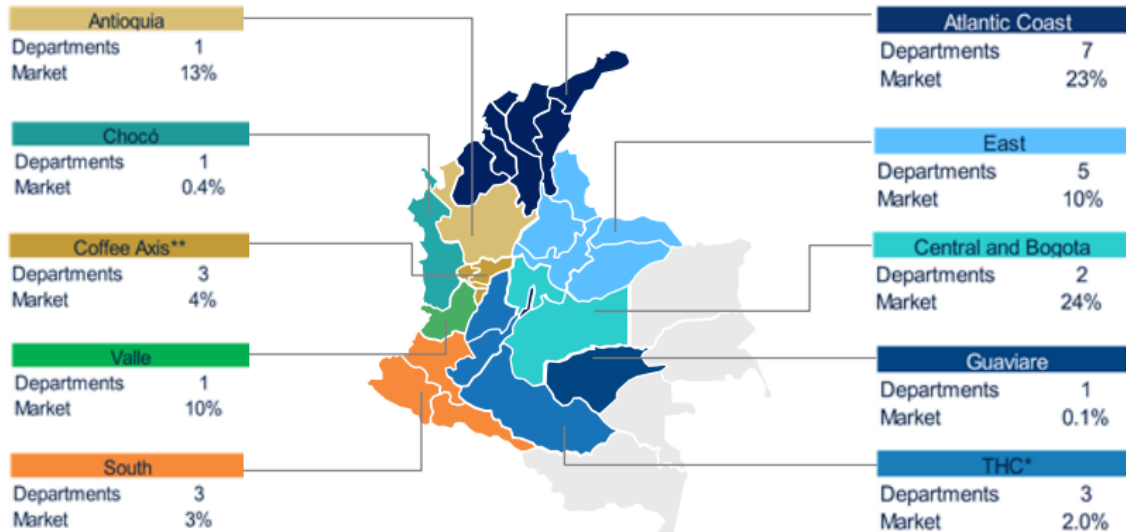 Antioquia
Departments 1
Market 13%
Chocó
Departments 1
Market 0.4%
Coffee Axis**
Departments 3
Market 4%
Valle
Departments 1
Market 10%
South
Departments 3
Market 3%
Atlantic Coast
Departments 7
Market 23%
East
Departments 5
Market 10%
Central and Bogota
Departments 2
Market 24%
Guaviare
Departments 1
Market 0.1%
THC*
Departments 3
Market 2.0%